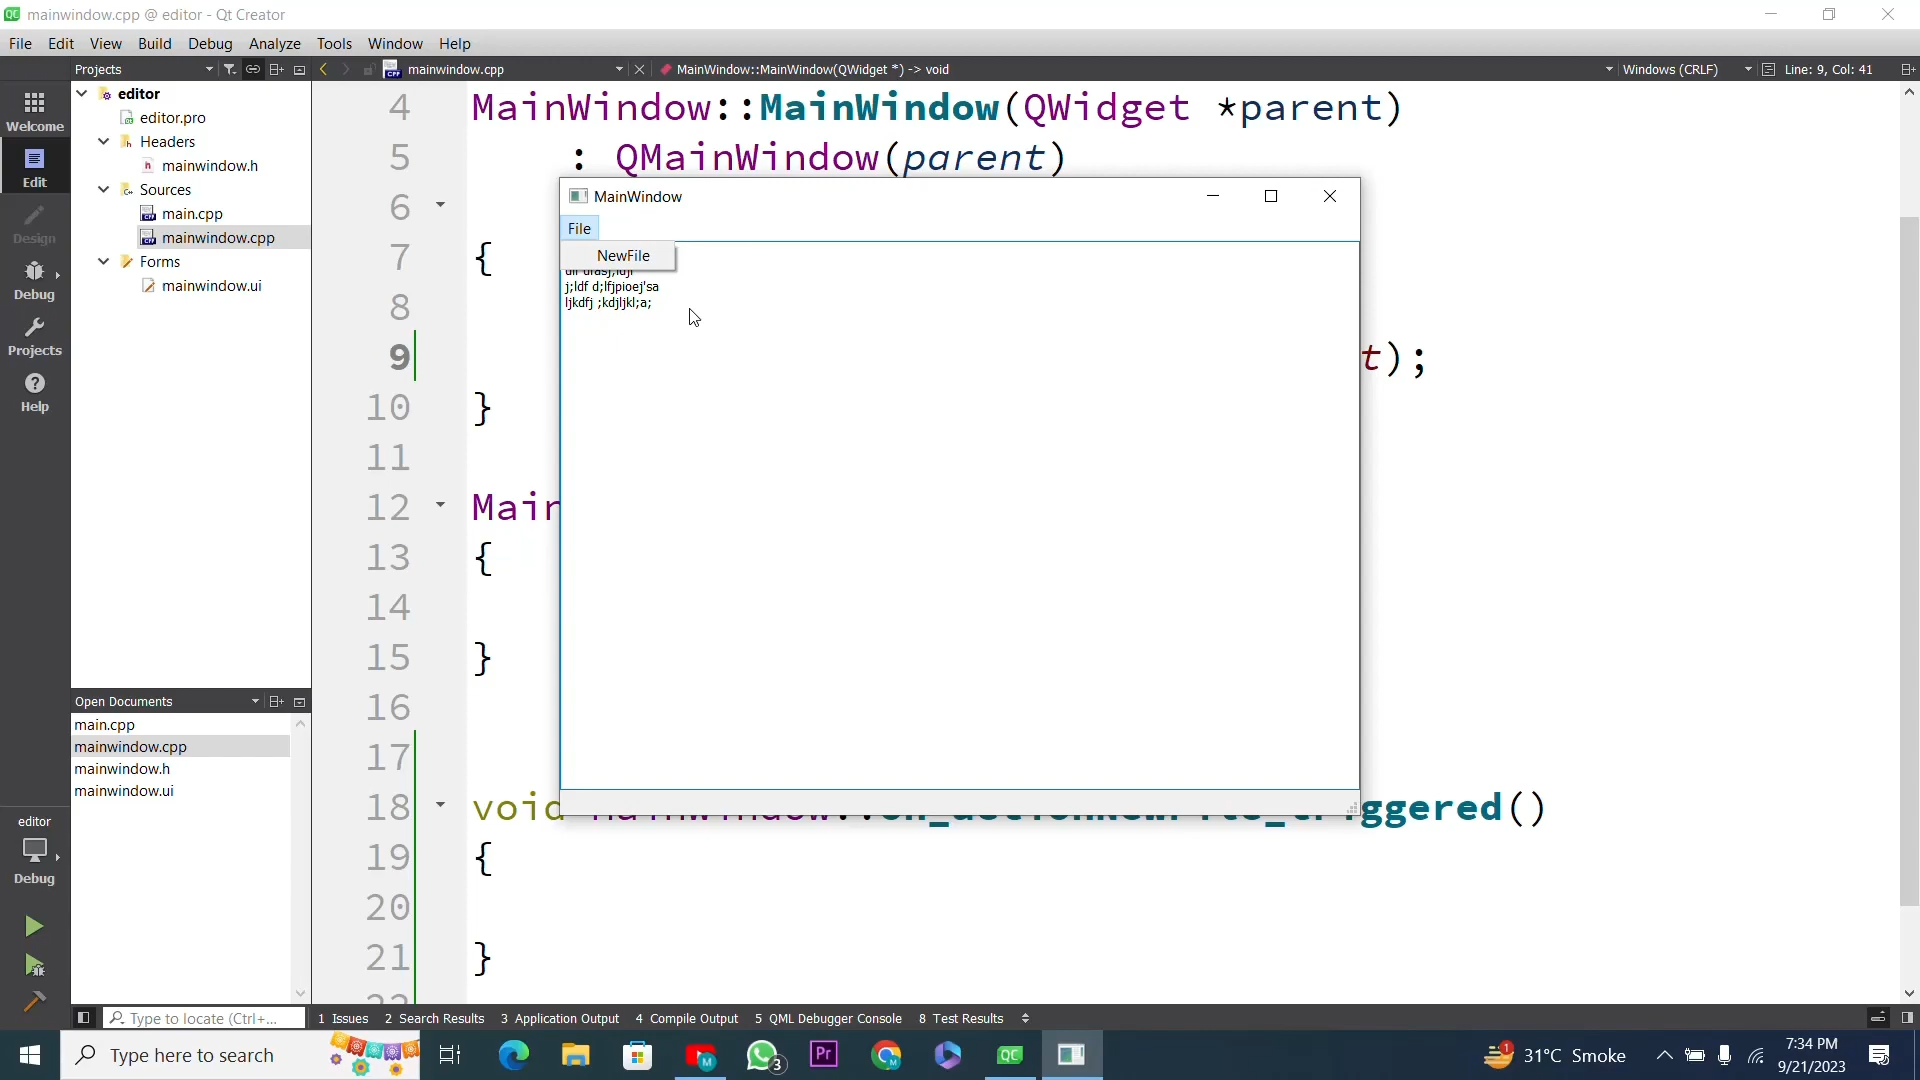 mainwindow.cpp @ editor - Qt Creator
File Edit View Build Debug Analyze Tools Window Help
Projects
mainwindow.cpp
MainWindow::MainWindow(QWidget *) -> void
Windows (CRLF)
Line: 9, Col: 41
Welcome
Edit
Design
Debug
Projects
Help
editor
Debug
editor
editor.pro
Headers
mainwindow.h
Sources
main.cpp
mainwindow.cpp
Forms
mainwindow.ui
Open Documents
main.cpp
mainwindow.cpp
mainwindow.h
mainwindow.ui
4 MainWindow::MainWindow(QWidget *parent)
5 : QMainWindow(parent)
6
7 {
8
9 t);
10 }
11
12 Main
13 {
14
15 }
16
17
18 void ggered()
19 {
20
21 }
22
MainWindow
File
NewFile
j;ldf d;lfjpioej'sa
ljkdfj ;kdjljkl;a;
Type to locate (Ctrl+...
1 Issues 2 Search Results 3 Application Output 4 Compile Output 5 QML Debugger Console 8 Test Results
Type here to search
M
3
Pr
M
QC
1
31°C Smoke
7:34 PM
9/21/2023